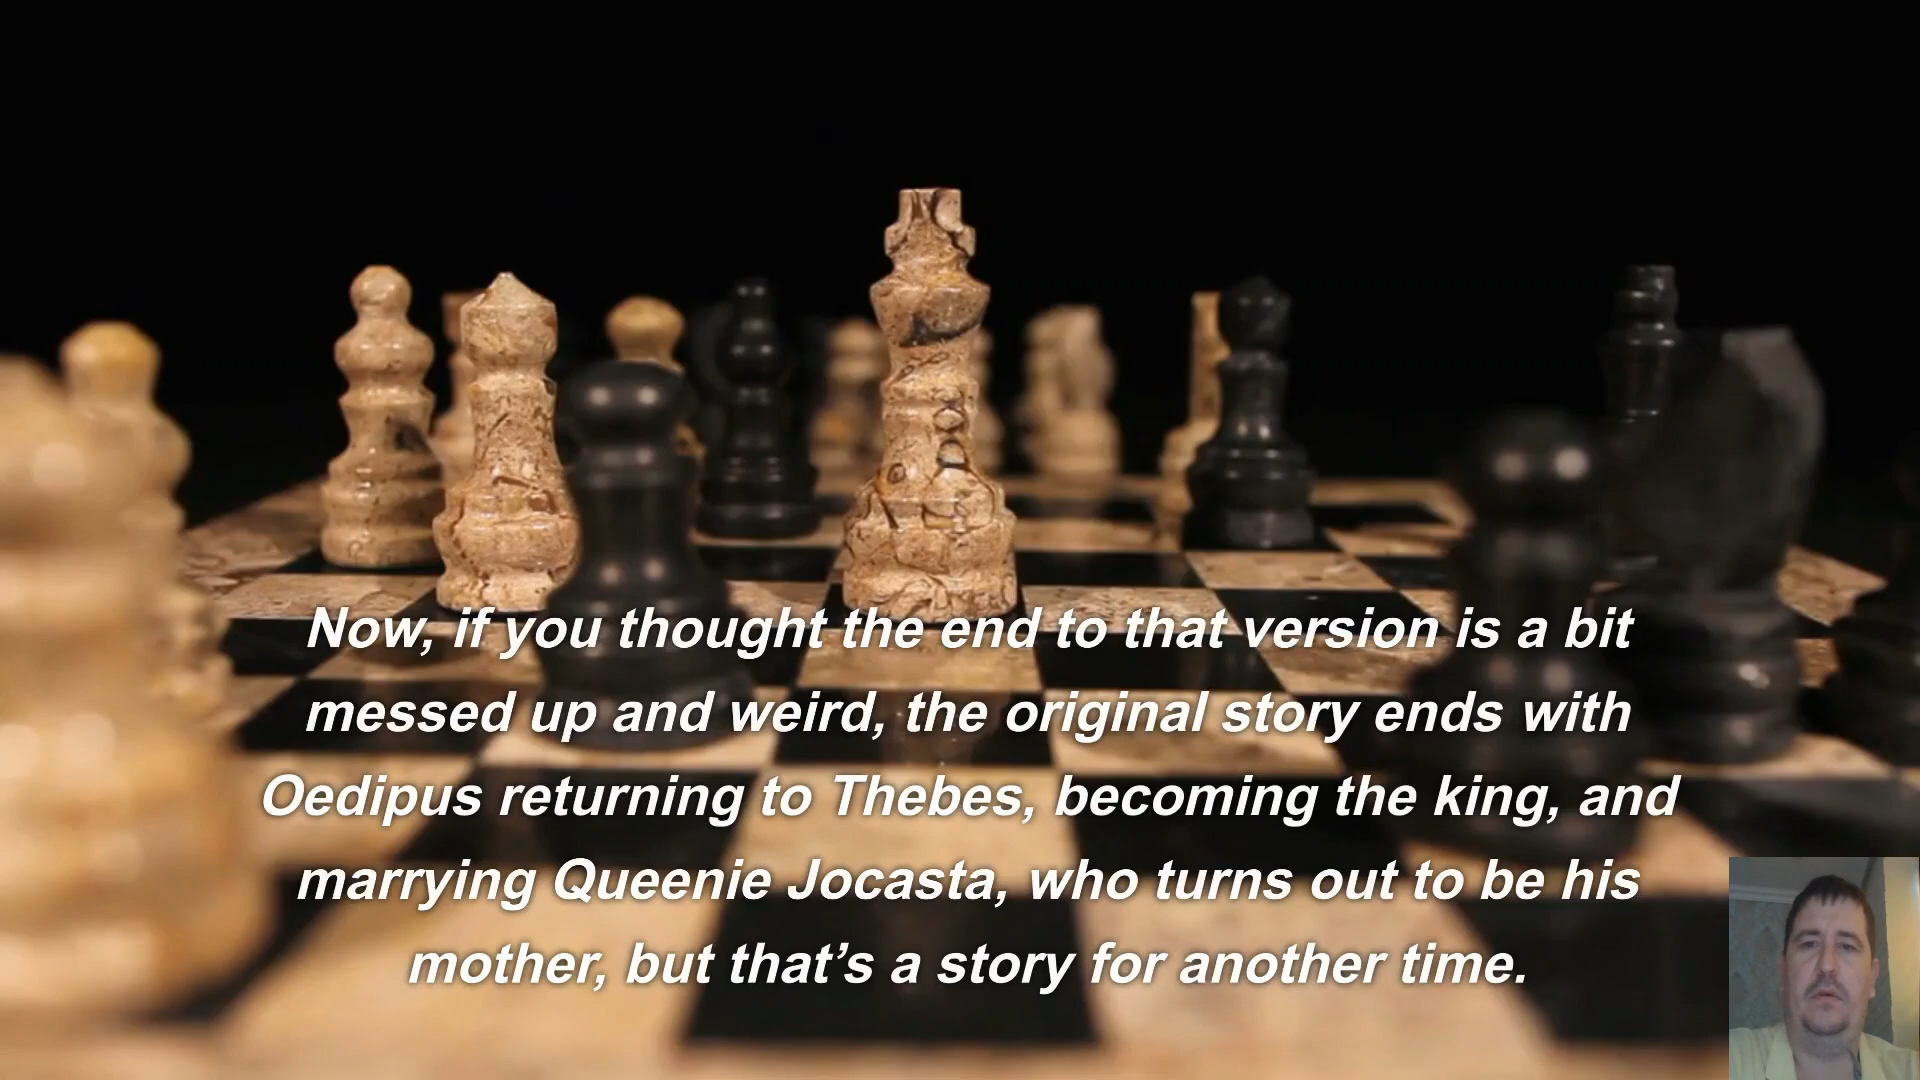 Now, if you thought the end to that version is a bit
messed up and weird, the original story ends with
Oedipus returning to Thebes, becoming the king, and
marrying Queenie Jocasta, who turns out to be his
mother, but that’s a story for another time.